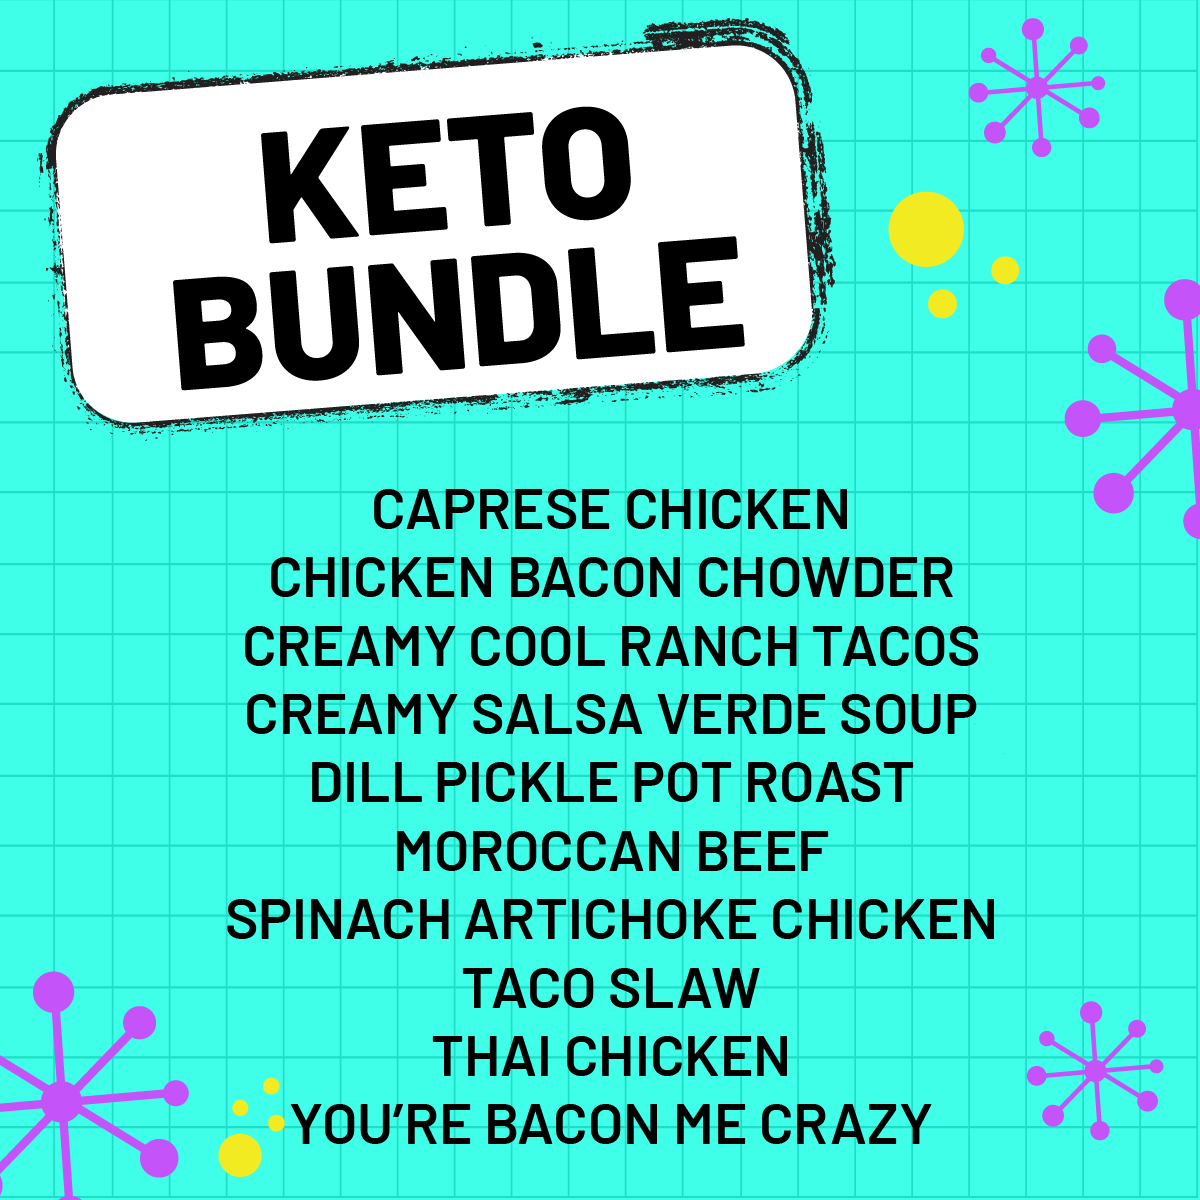 KETO
BUNDLE
CAPRESE CHICKEN
CHICKEN BACON CHOWDER
CREAMY COOL RANCH TACOS
CREAMY SALSA VERDE SOUP
DILL PICKLE POT ROAST
MOROCCAN BEEF
SPINACH ARTICHOKE CHICKEN
TACO SLAW
THAI CHICKEN
YOU’RE BACON ME CRAZY